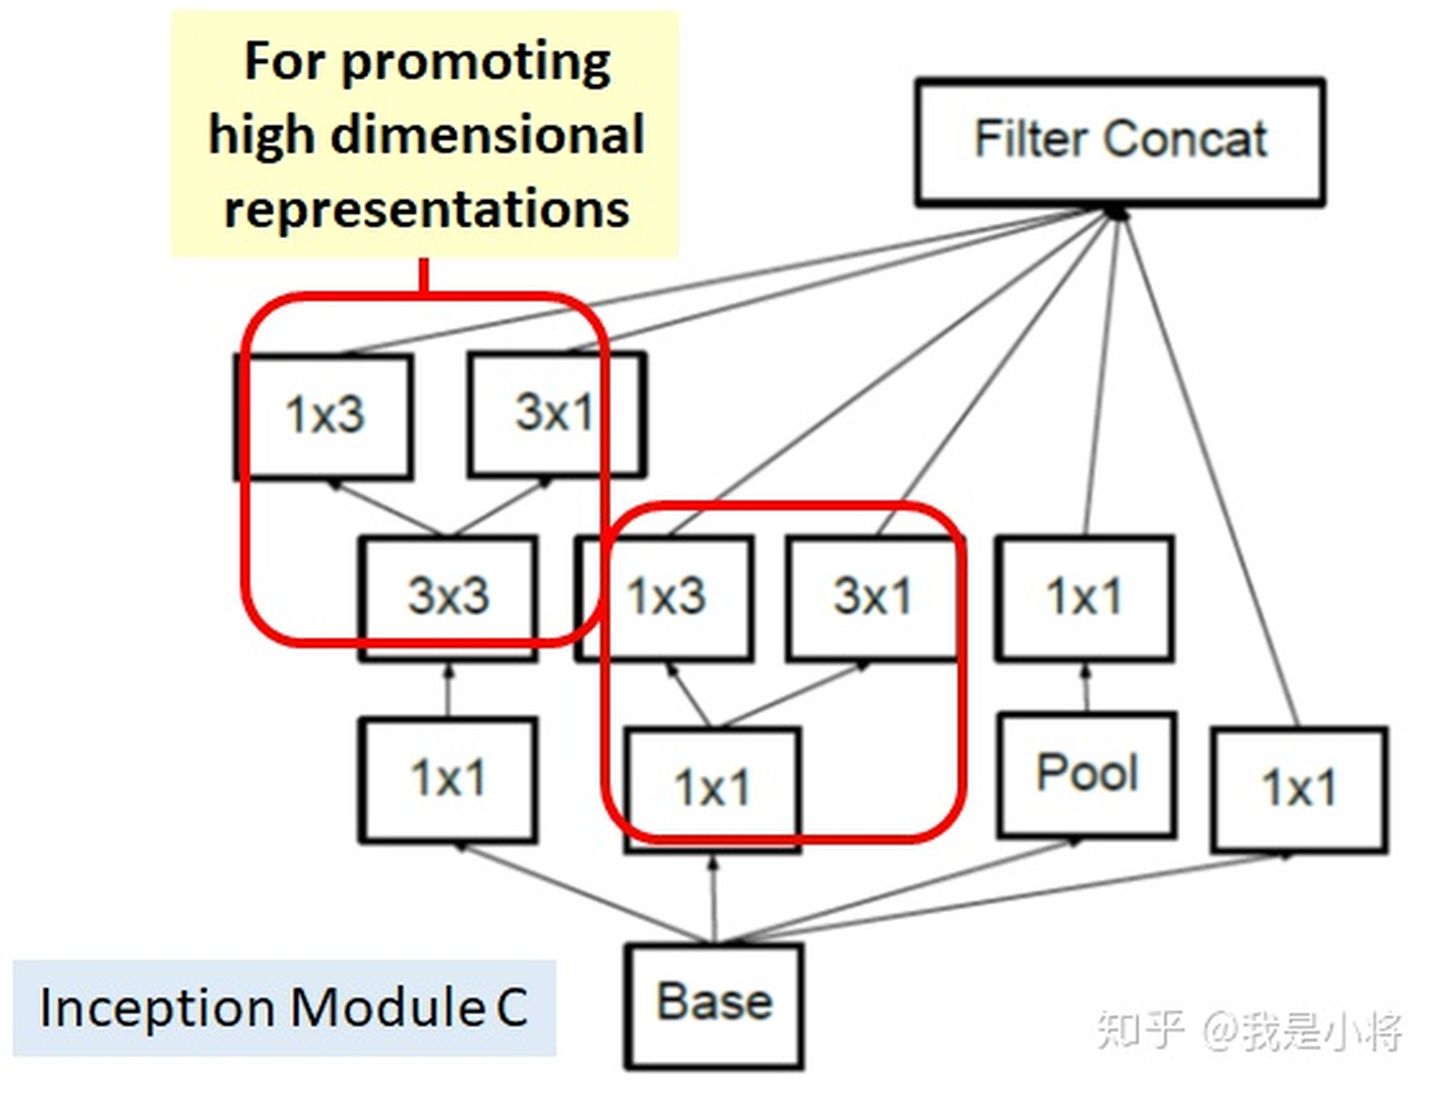 For promoting
high dimensional
representations
Filter Concat
1x3
3x1
3x3
1x3
3x1
1x1
1x1
1x1
Pool
1x1
Base
Inception Module C
知乎 @我是小将